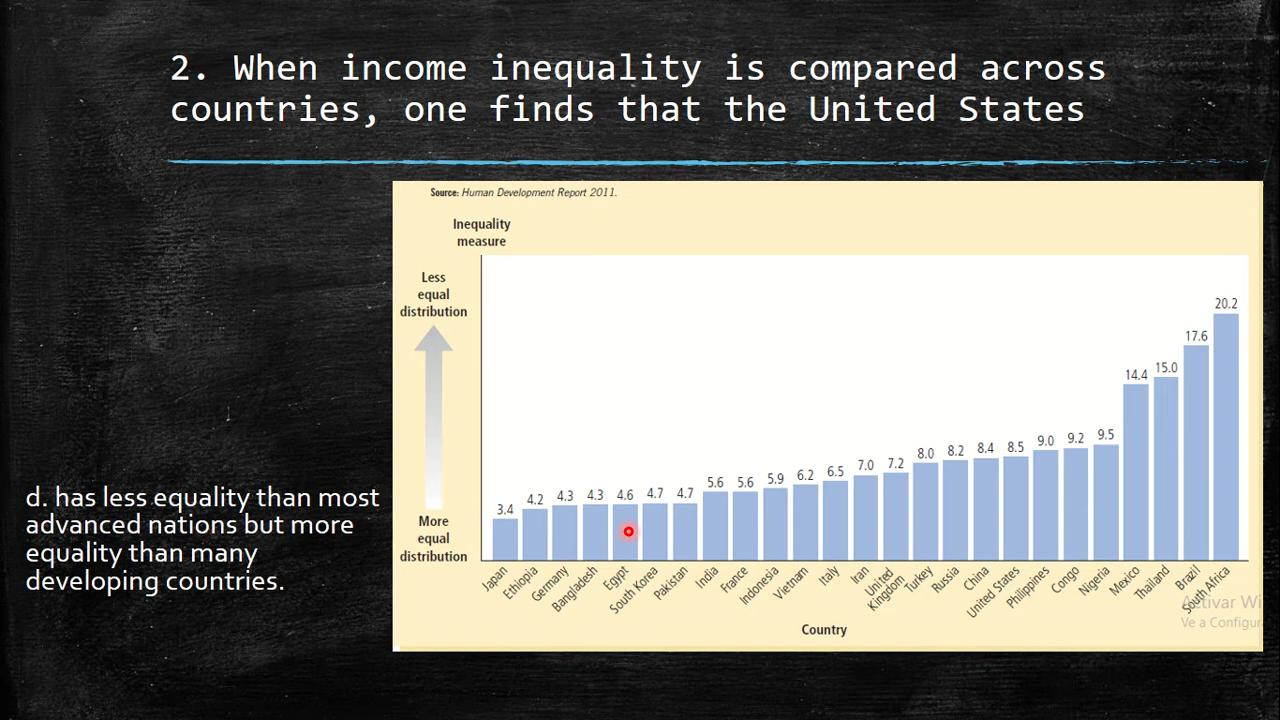 2. When income inequality is compared across
countries, one finds that the United States
Source: Human Development Report 2011.
Inequality
measure
Less
equal
distribution
More
equal
distribution
3.4
4.2
4.3
4.3
4.6
4.7
4.7
5.6
5.6
5.9
6.2
6.5
7.0
7.2
8.0
8.2
8.4
8.5
9.0
9.2
9.5
14.4
15.0
17.6
20.2
Japan
Ethiopia
Germany
Bangladesh
Egypt
South Korea
Pakistan
India
France
Indonesia
Vietnam
Italy
Iran
United
Kingdom
Turkey
Russia
China
United States
Philippines
Congo
Nigeria
Mexico
Thailand
Brazil
South Africa
Country
d. has less equality than most
advanced nations but more
equality than many
developing countries.
Activar Wi
Ve a Configur